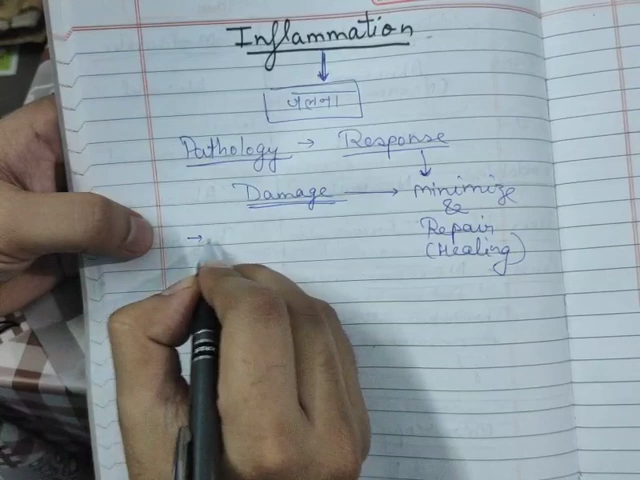 Inflammation
↓
जलना
Pathology → Response
↓
Damage → minimize
&
Repair
(Healing)
→